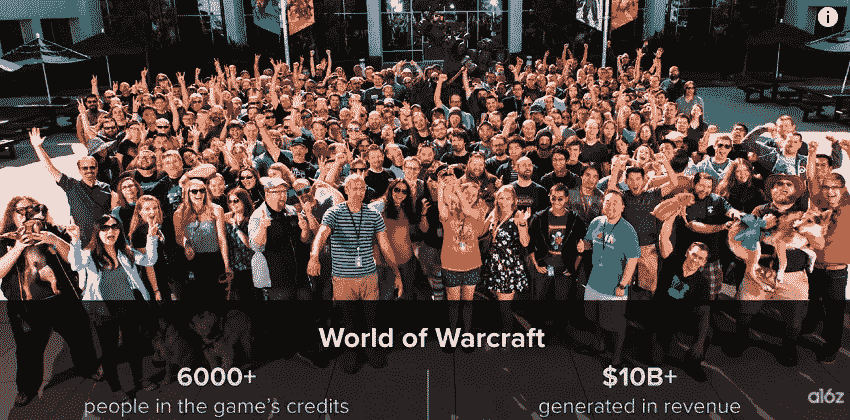 World of Warcraft
6000+
people in the game's credits
$10B+
generated in revenue
a16z